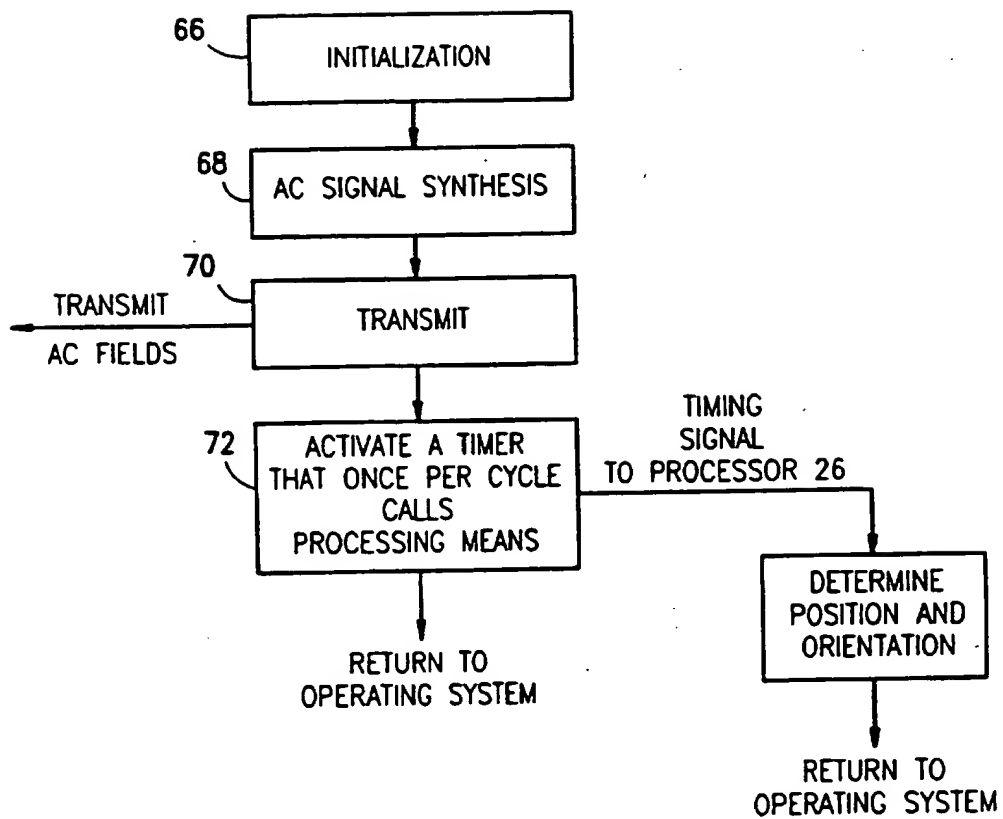 66
INITIALIZATION
68
AC SIGNAL SYNTHESIS
70
TRANSMIT
TRANSMIT
AC FIELDS
72
ACTIVATE A TIMER
THAT ONCE PER CYCLE
CALLS
PROCESSING MEANS
TIMING
SIGNAL
TO PROCESSOR 26
DETERMINE
POSITION AND
ORIENTATION
RETURN TO
OPERATING SYSTEM
RETURN TO
OPERATING SYSTEM